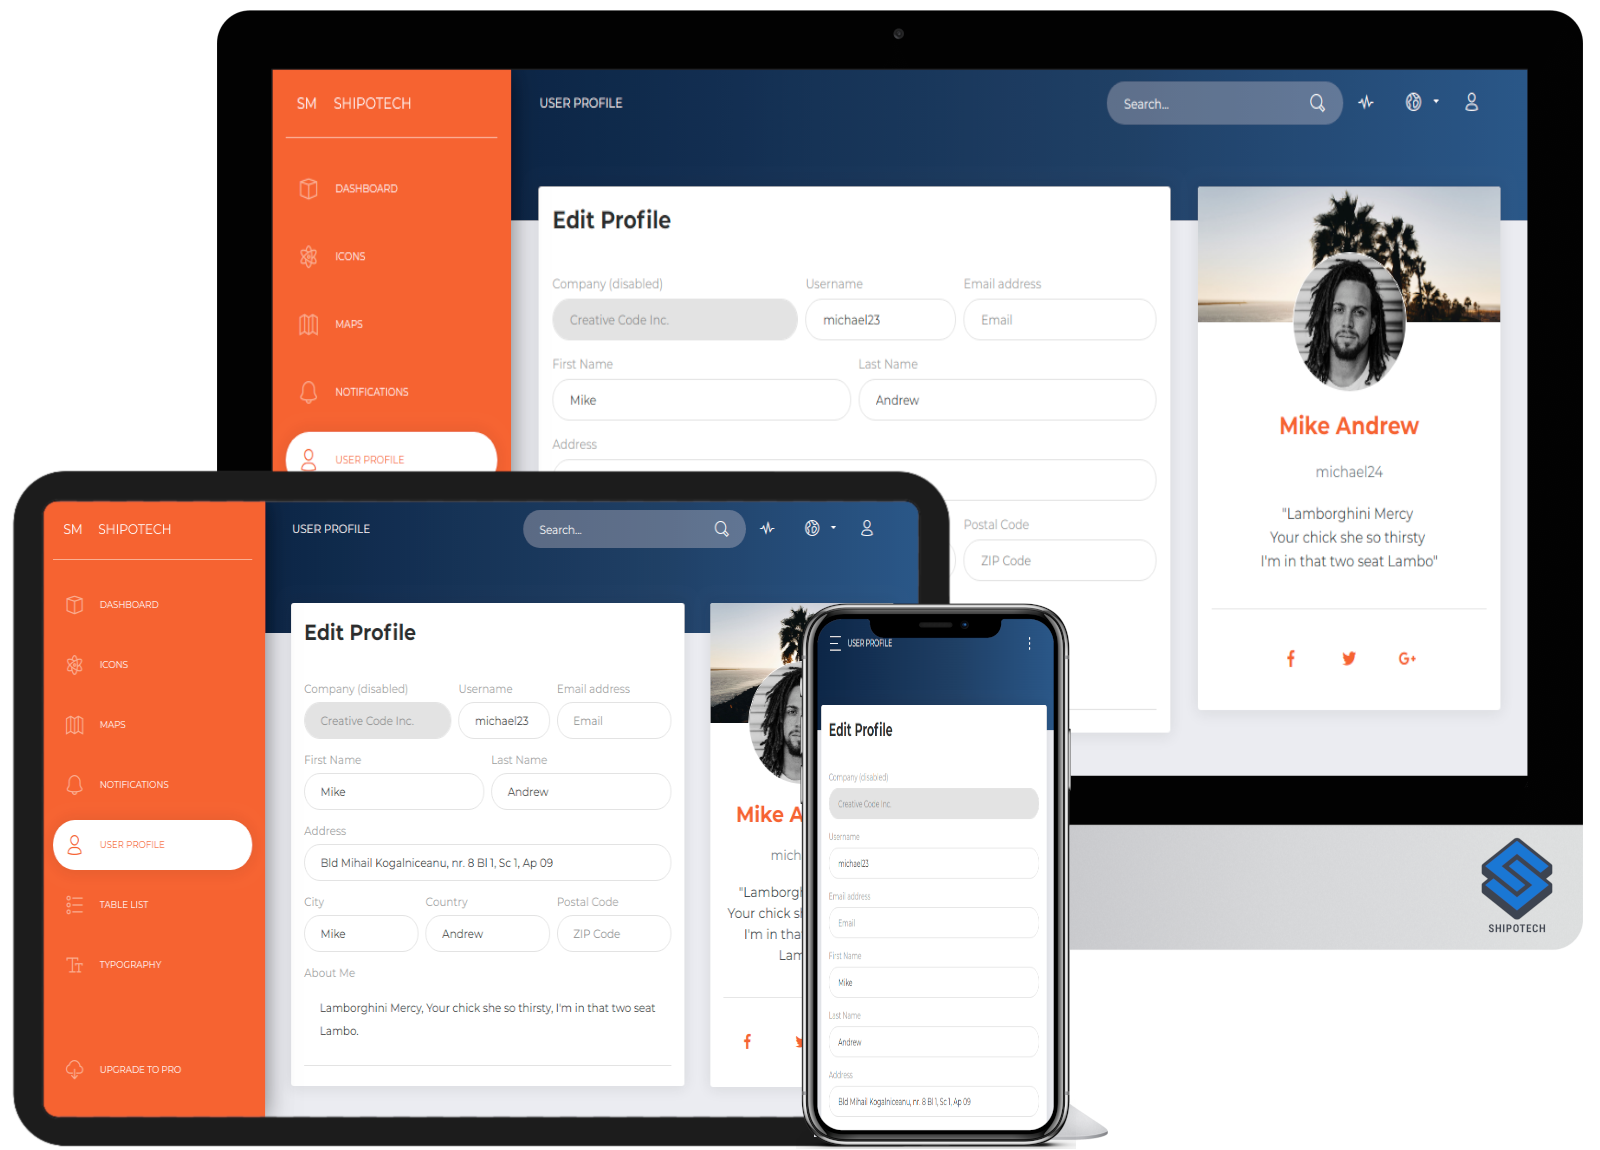 SM SHIPOTECH
USER PROFILE
Search...
DASHBOARD
ICONS
MAPS
NOTIFICATIONS
USER PROFILE
Edit Profile
Company (disabled)
Username
Email address
Creative Code Inc.
michael23
Email
First Name
Last Name
Mike
Andrew
Address
Postal Code
ZIP Code
Mike Andrew
michael24
"Lamborghini Mercy
Your chick she so thirsty
I'm in that two seat Lambo"
G+
SHIPOTECH
SM SHIPOTECH
USER PROFILE
Search...
DASHBOARD
ICONS
MAPS
NOTIFICATIONS
USER PROFILE
TABLE LIST
TYPOGRAPHY
UPGRADE TO PRO
Edit Profile
Company (disabled)
Username
Email address
Creative Code Inc.
michael23
Email
First Name
Last Name
Mike
Andrew
Address
Bld Mihail Kogalniceanu, nr. 8 Bl 1, Sc 1, Ap 09
City
Country
Postal Code
Mike
Andrew
ZIP Code
About Me
Lamborghini Mercy, Your chick she so thirsty, I'm in that two seat
Lambo.
Mike A
mich
"Lamborgh
Your chick s
I'm in tha
Lam
USER PROFILE
Edit Profile
Company (disabled)
Creative Code Inc.
Username
michael23
Email address
Email
First Name
Mike
Last Name
Andrew
Address
Bld Mihail Kogalniceanu, nr. 8 Bl 1, Sc 1, Ap 09